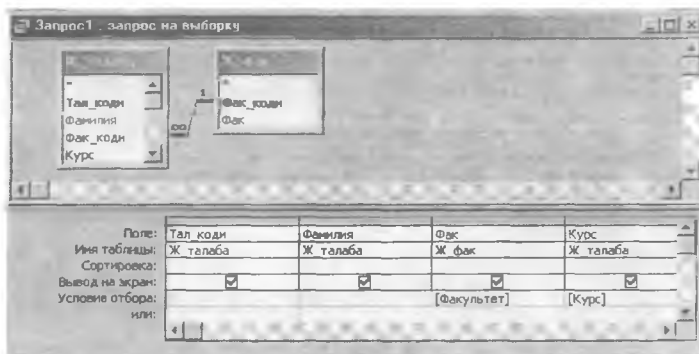 Запрос1 : запрос на выборку
*
Тал_коди
Фамилия
Фак_коди
Курс
∞
1
*
Фак_коди
Фак
Поле: Тал_коди Фамилия Фак Курс
Имя таблицы: Ж_талаба Ж_талаба Ж_фак Ж_талаба
Сортировка:
Вывод на экран:
Условие отбора: [Факультет] [Курс]
или: